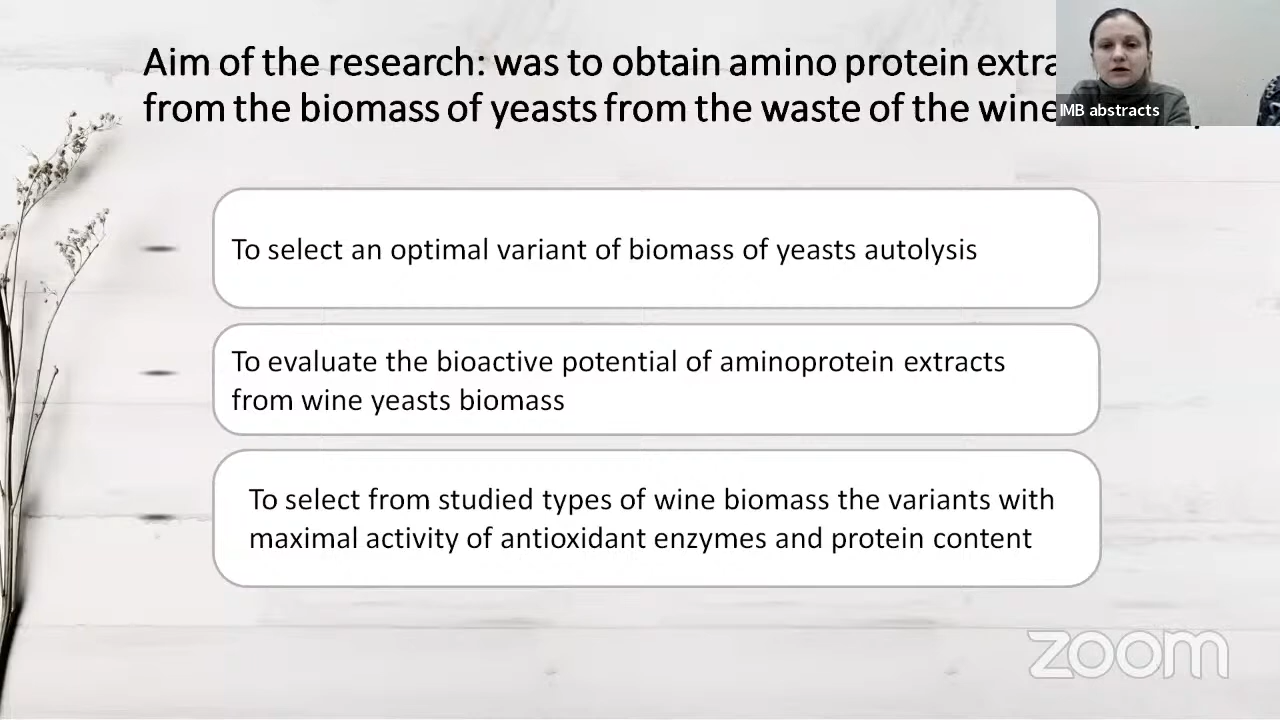 Aim of the research: was to obtain amino protein
from the biomass of yeasts from the waste of the wine
IMB abstracts
To select an optimal variant of biomass of yeasts autolysis
To evaluate the bioactive potential of aminoprotein extracts
from wine yeasts biomass
To select from studied types of wine biomass the variants with
maximal activity of antioxidant enzymes and protein content
zoom